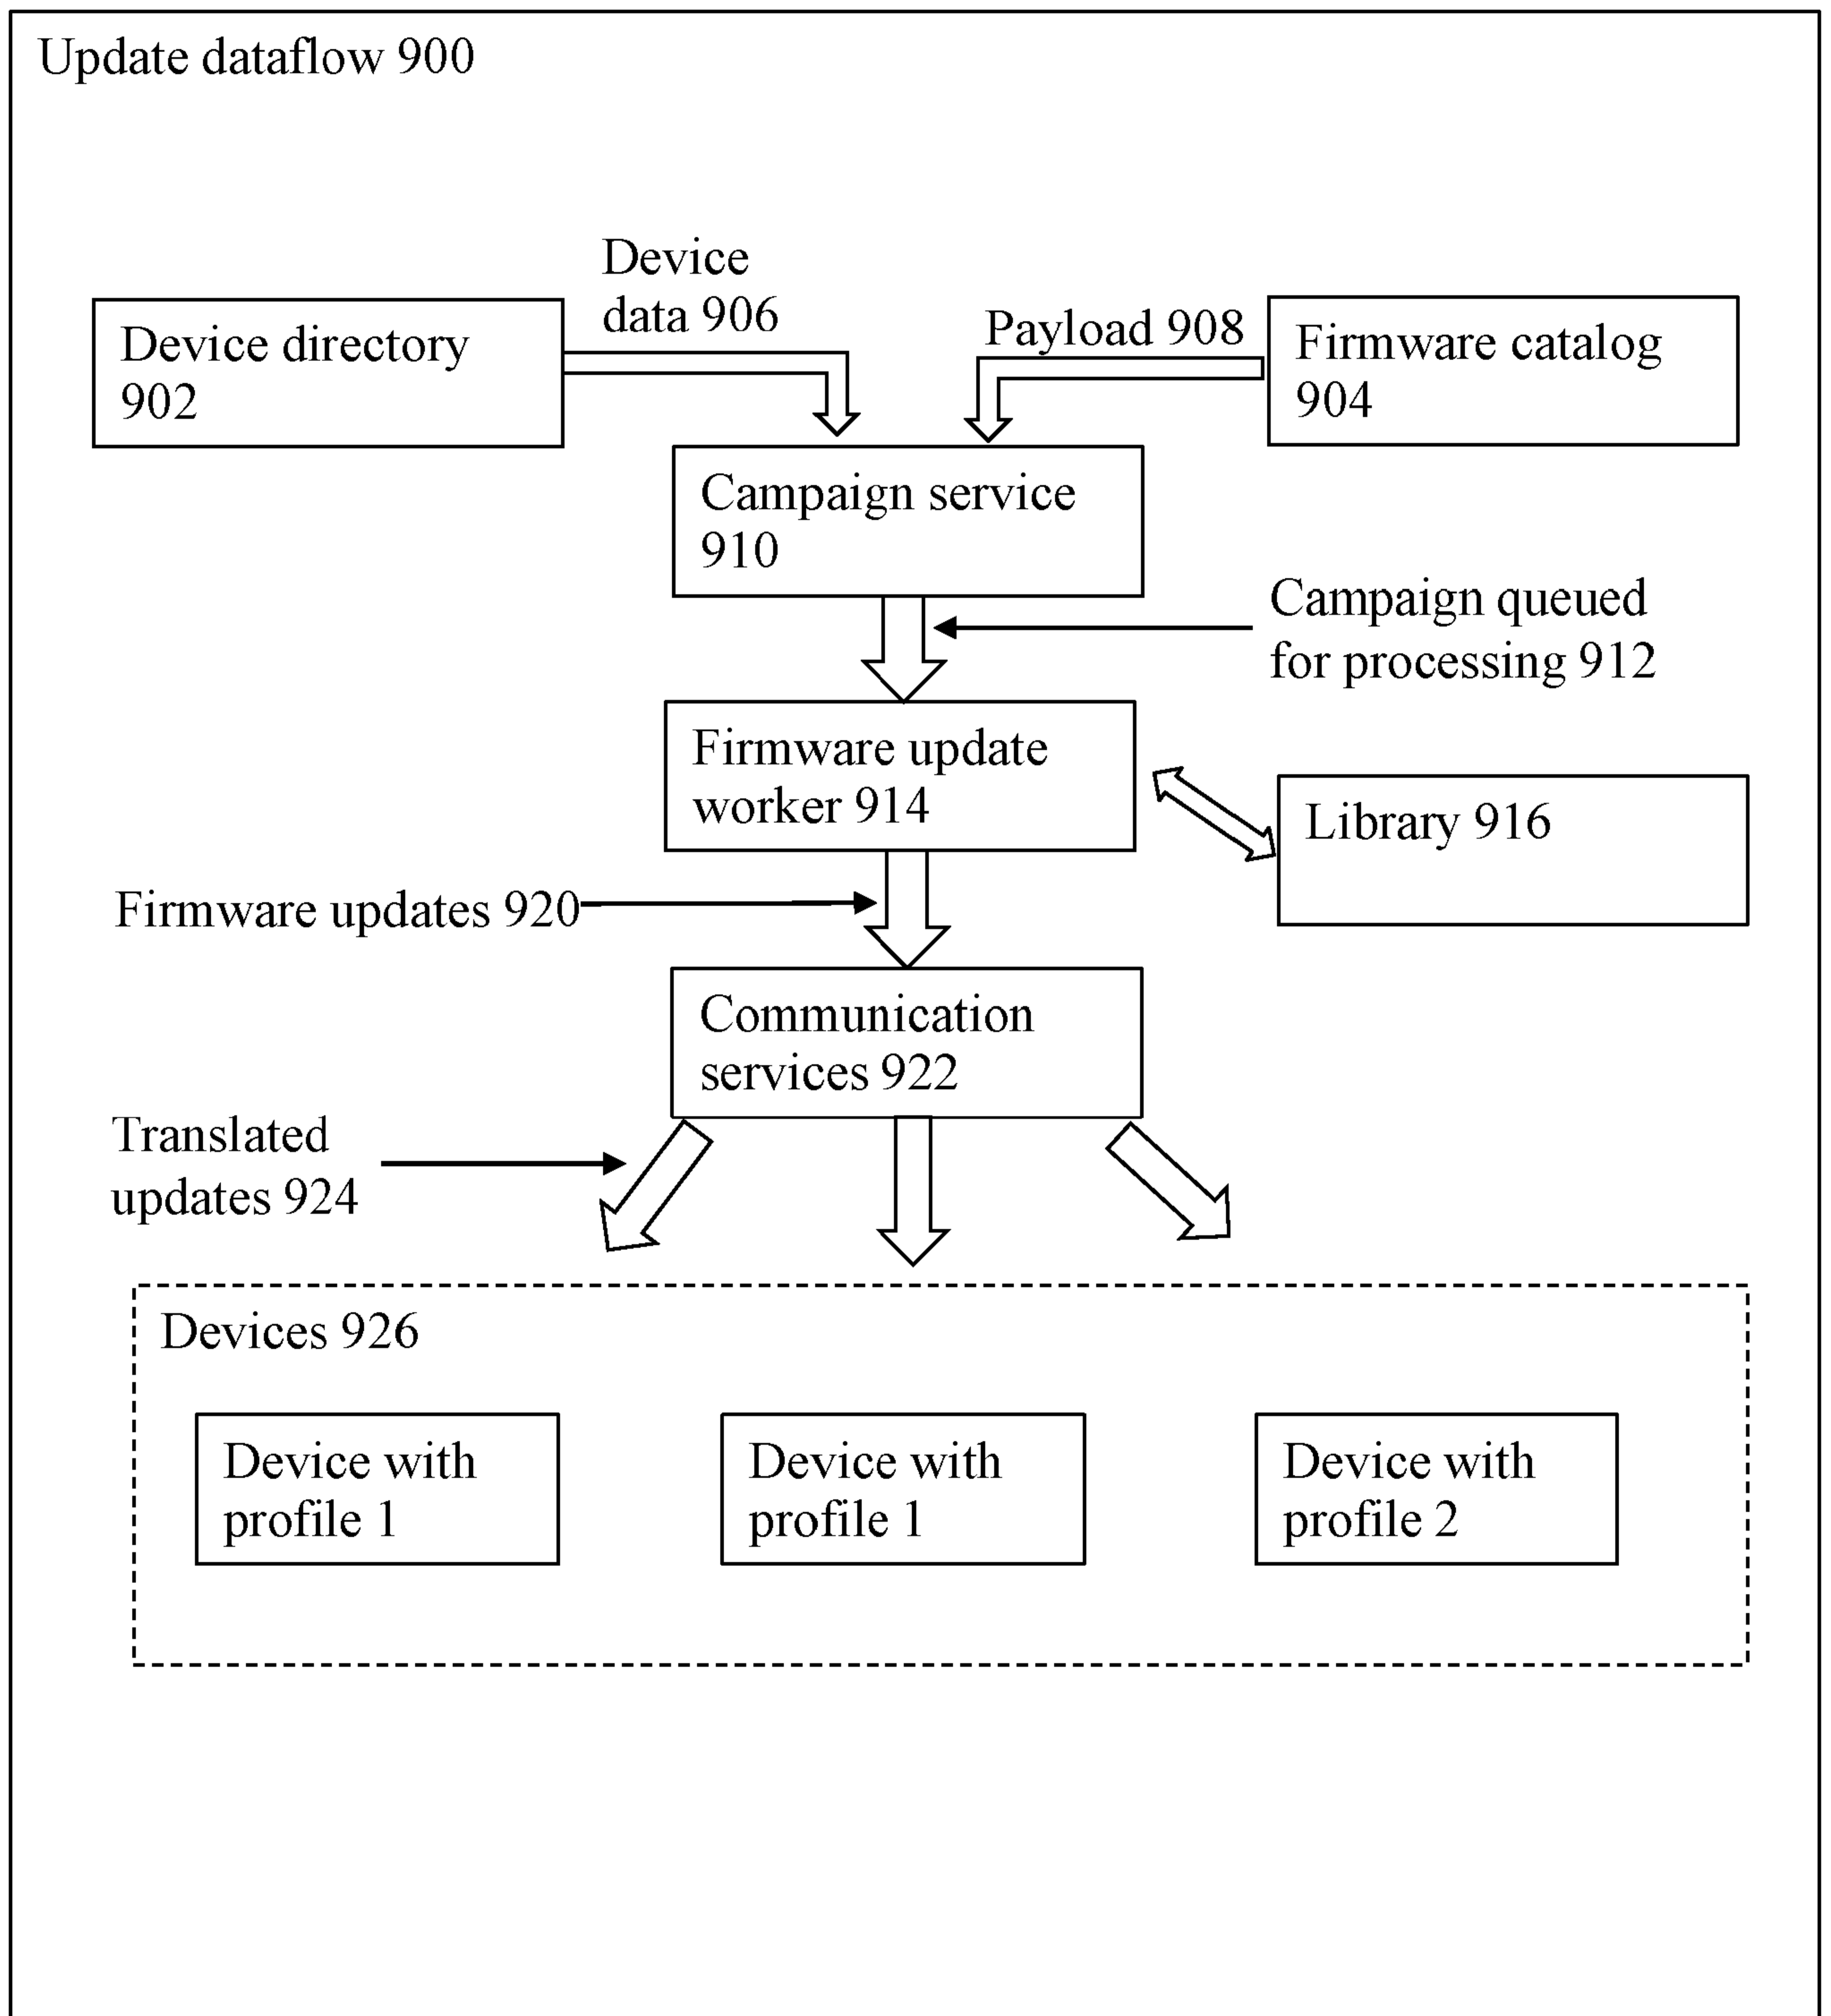 Update dataflow 900
Device
data 906
Payload 908
Device directory
902
Firmware catalog
904
Campaign service
910
Campaign queued
for processing 912
Firmware update
worker 914
Library 916
Firmware updates 920
Communication
services 922
Translated
updates 924
Devices 926
Device with
profile 1
Device with
profile 1
Device with
profile 2